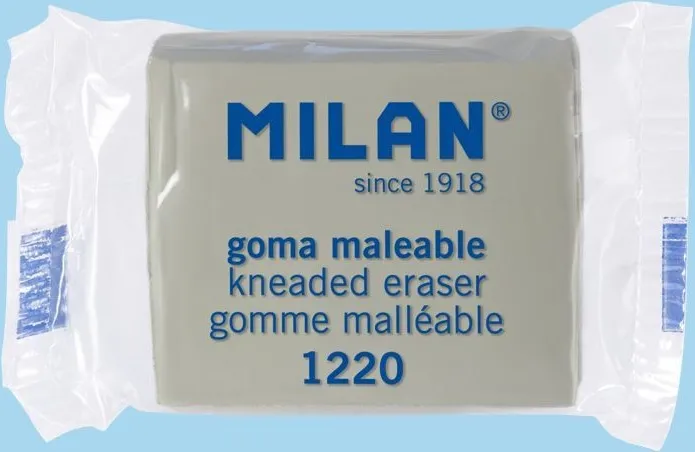 MILAN®
since 1918
goma maleable
kneaded eraser
gomme malléable
1220